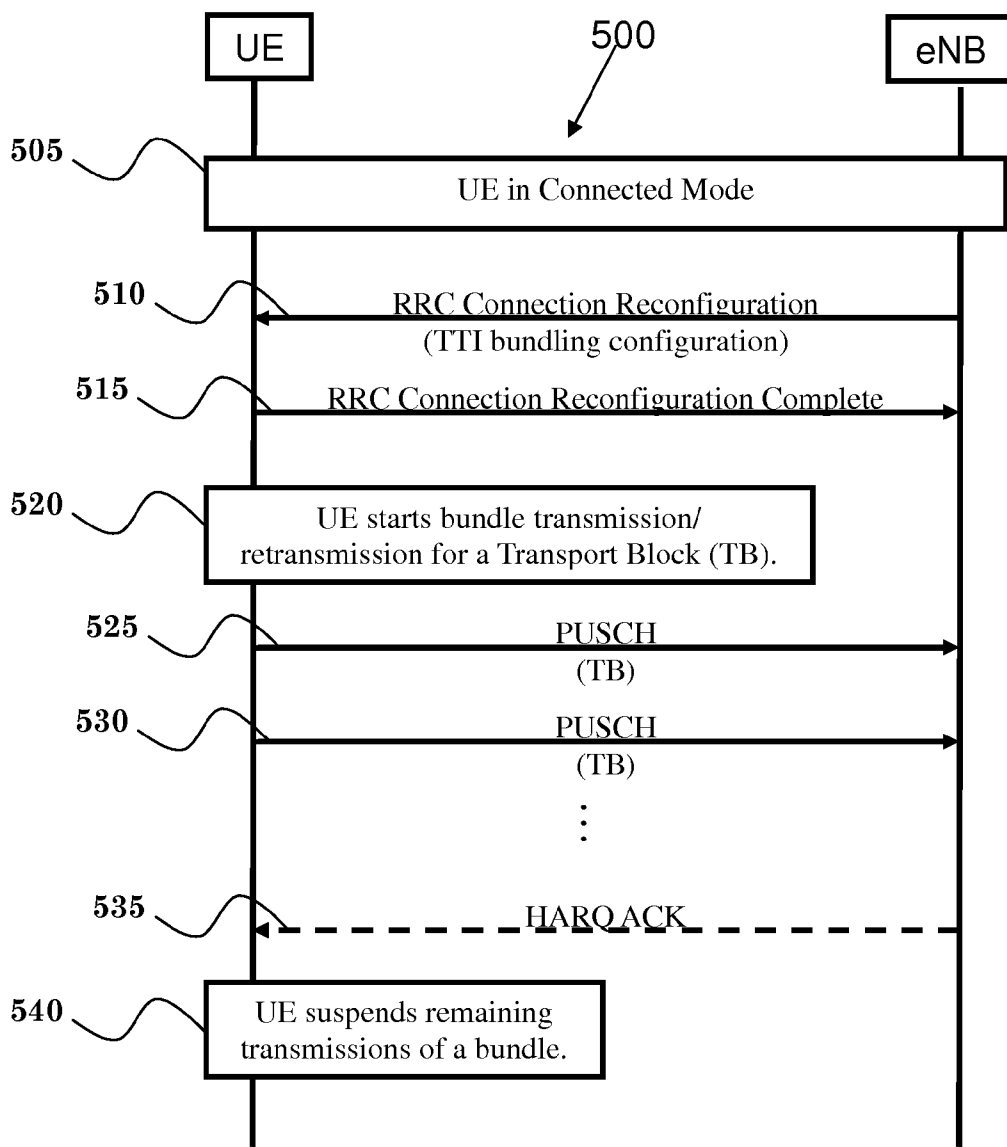 UE
500
eNB
505
UE in Connected Mode
510
RRC Connection Reconfiguration
(TTI bundling configuration)
515
RRC Connection Reconfiguration Complete
520
UE starts bundle transmission/
retransmission for a Transport Block (TB).
525
PUSCH
(TB)
530
PUSCH
(TB)
⋮
535
HARQ ACK
540
UE suspends remaining
transmissions of a bundle.